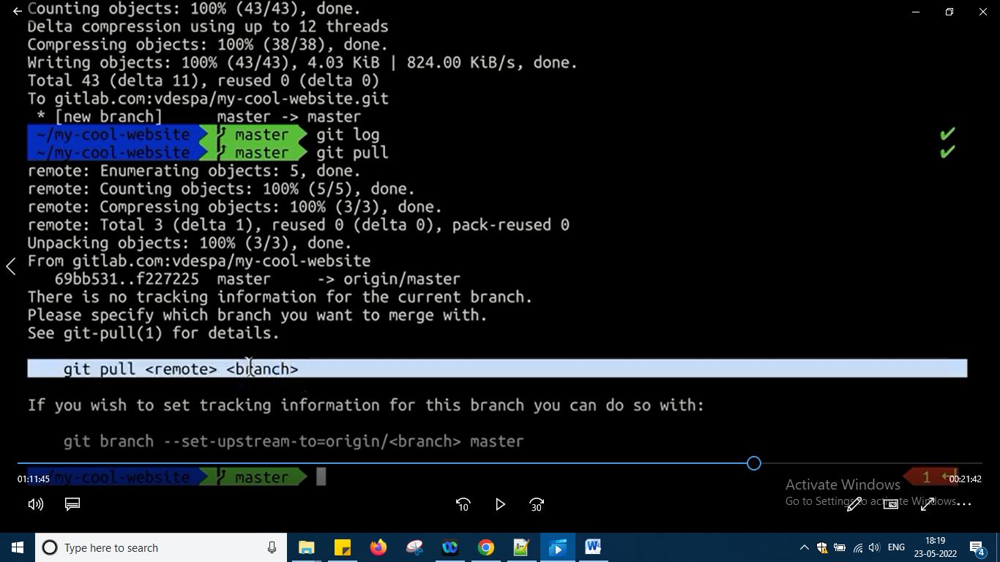 Counting objects: 100% (43/43), done.
Delta compression using up to 12 threads
Compressing objects: 100% (38/38), done.
Writing objects: 100% (43/43), 4.03 KiB | 824.00 KiB/s, done.
Total 43 (delta 11), reused 0 (delta 0)
To gitlab.com:vdespa/my-cool-website.git
* [new branch] master -> master
~/my-cool-website master git log
~/my-cool-website master git pull
remote: Enumerating objects: 5, done.
remote: Counting objects: 100% (5/5), done.
remote: Compressing objects: 100% (3/3), done.
remote: Total 3 (delta 1), reused 0 (delta 0), pack-reused 0
Unpacking objects: 100% (3/3), done.
From gitlab.com:vdespa/my-cool-website
69bb531..f227225 master -> origin/master
There is no tracking information for the current branch.
Please specify which branch you want to merge with.
See git-pull(1) for details.
git pull <remote> <branch>
If you wish to set tracking information for this branch you can do so with:
git branch --set-upstream-to=origin/<branch> master
01:11:45 /my-cool-website master 1 00:21:42
Activate Windows
Go to Settings to activate Windows.
10 30
Type here to search
ENG 18:19
23-05-2022
4